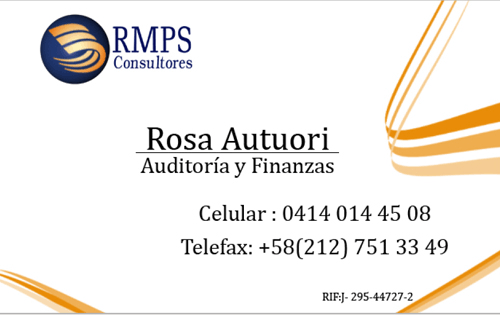 RMPS
Consultores
Rosa Autuori
Auditoría y Finanzas
Celular : 0414 014 45 08
Telefax: +58(212) 751 33 49
RIF:J- 295-44727-2